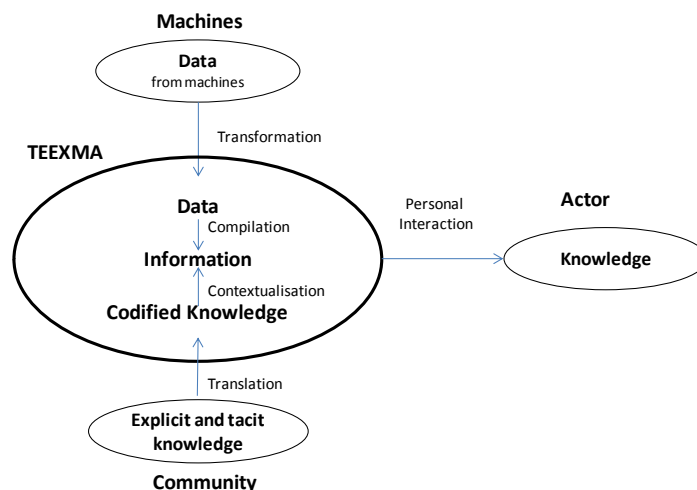 Machines
Data
from machines
Transformation
TEEXMA
Data
Compilation
Information
Contextualisation
Codified Knowledge
Personal
Interaction
Actor
Knowledge
Translation
Explicit and tacit
knowledge
Community